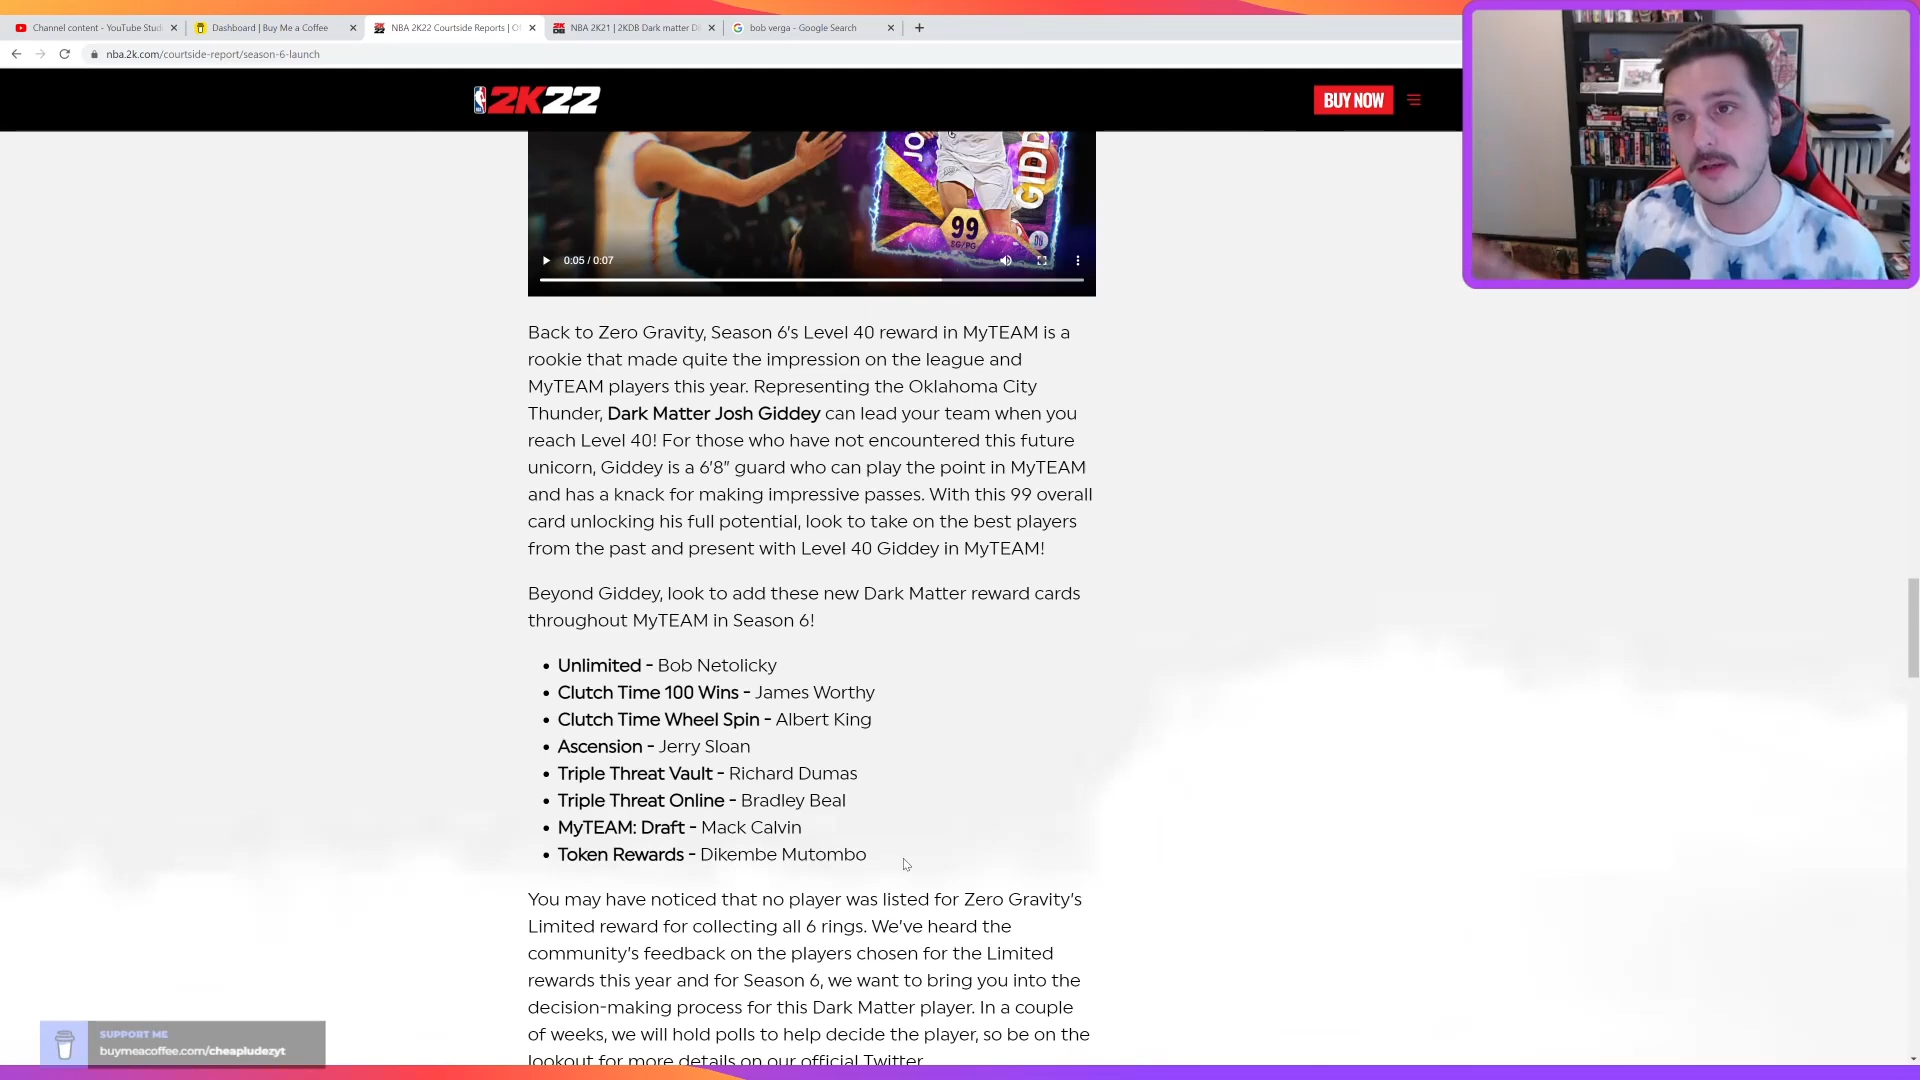 Channel content - YouTube Studi
Dashboard | Buy Me a Coffee
NBA 2K22 Courtside Reports | O
NBA 2K21 | 2KDB Dark matter D
bob verga - Google Search
nba.2k.com/courtside-report/season-6-launch
2K22
BUY NOW
JO
GIDD
99
SG/PG
0:05 / 0:07
Back to Zero Gravity, Season 6's Level 40 reward in MyTEAM is a
rookie that made quite the impression on the league and
MyTEAM players this year. Representing the Oklahoma City
Thunder, Dark Matter Josh Giddey can lead your team when you
reach Level 40! For those who have not encountered this future
unicorn, Giddey is a 6'8" guard who can play the point in MyTEAM
and has a knack for making impressive passes. With this 99 overall
card unlocking his full potential, look to take on the best players
from the past and present with Level 40 Giddey in MyTEAM!
Beyond Giddey, look to add these new Dark Matter reward cards
throughout MyTEAM in Season 6!
• Unlimited - Bob Netolicky
• Clutch Time 100 Wins - James Worthy
• Clutch Time Wheel Spin - Albert King
• Ascension - Jerry Sloan
• Triple Threat Vault - Richard Dumas
• Triple Threat Online - Bradley Beal
• MyTEAM: Draft - Mack Calvin
• Token Rewards - Dikembe Mutombo
You may have noticed that no player was listed for Zero Gravity's
Limited reward for collecting all 6 rings. We've heard the
community's feedback on the players chosen for the Limited
rewards this year and for Season 6, we want to bring you into the
decision-making process for this Dark Matter player. In a couple
of weeks, we will hold polls to help decide the player, so be on the
lookout for more details on our official Twitter
SUPPORT ME
buymeacoffee.com/cheapludezyt